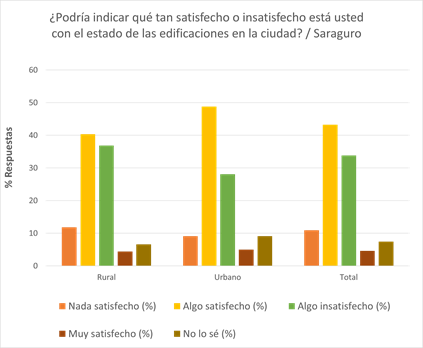 ¿Podría indicar qué tan satisfecho o insatisfecho está usted
con el estado de las edificaciones en la ciudad? / Saraguro
% Respuestas
60
50
40
30
20
10
0
Rural
Urbano
Total
Nada satisfecho (%)
Algo satisfecho (%)
Algo insatisfecho (%)
Muy satisfecho (%)
No lo sé (%)